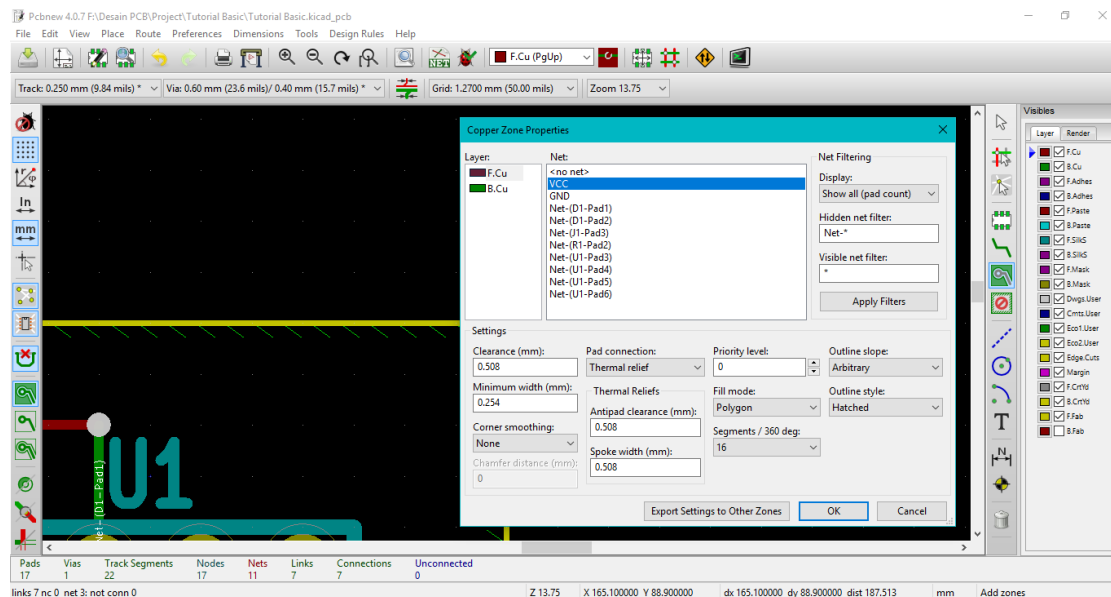 Pcbnew 4.0.7 F:\Desain PCB\Project\Tutorial Basic\Tutorial Basic.kicad_pcb
File Edit View Place Route Preferences Dimensions Tools Design Rules Help
NET
F.Cu (PgUp)
Track: 0.250 mm (9.84 mils) *
Via: 0.60 mm (23.6 mils)/ 0.40 mm (15.7 mils) *
Grid: 1.2700 mm (50.00 mils)
Zoom 13.75
In
mm
Net-(D1-Pad1)
U1
Copper Zone Properties
Layer:
F.Cu
B.Cu
Net:
<no net>
VCC
GND
Net-(D1-Pad1)
Net-(D1-Pad2)
Net-(J1-Pad3)
Net-(R1-Pad2)
Net-(U1-Pad3)
Net-(U1-Pad4)
Net-(U1-Pad5)
Net-(U1-Pad6)
Net Filtering
Display:
Show all (pad count)
Hidden net filter:
Net-*
Visible net filter:
*
Apply Filters
Settings
Clearance (mm):
0.508
Minimum width (mm):
0.254
Corner smoothing:
None
Chamfer distance (mm):
0
Pad connection:
Thermal relief
Thermal Reliefs
Antipad clearance (mm):
0.508
Spoke width (mm):
0.508
Priority level:
0
Fill mode:
Polygon
Segments / 360 deg:
16
Outline slope:
Arbitrary
Outline style:
Hatched
Export Settings to Other Zones
OK
Cancel
T
N
Visibles
Layer Render
F.Cu
B.Cu
F.Adhes
B.Adhes
F.Paste
B.Paste
F.SilkS
B.SilkS
F.Mask
B.Mask
Dwgs.User
Cmts.User
Eco1.User
Eco2.User
Edge.Cuts
Margin
F.CrtYd
B.CrtYd
F.Fab
B.Fab
Pads Vias Track Segments Nodes Nets Links Connections Unconnected
17 1 22 17 11 7 7 0
links 7 nc 0 net 3: not conn 0
Z 13.75 X 165.100000 Y 88.900000 dx 165.100000 dy 88.900000 dist 187.513 mm Add zones